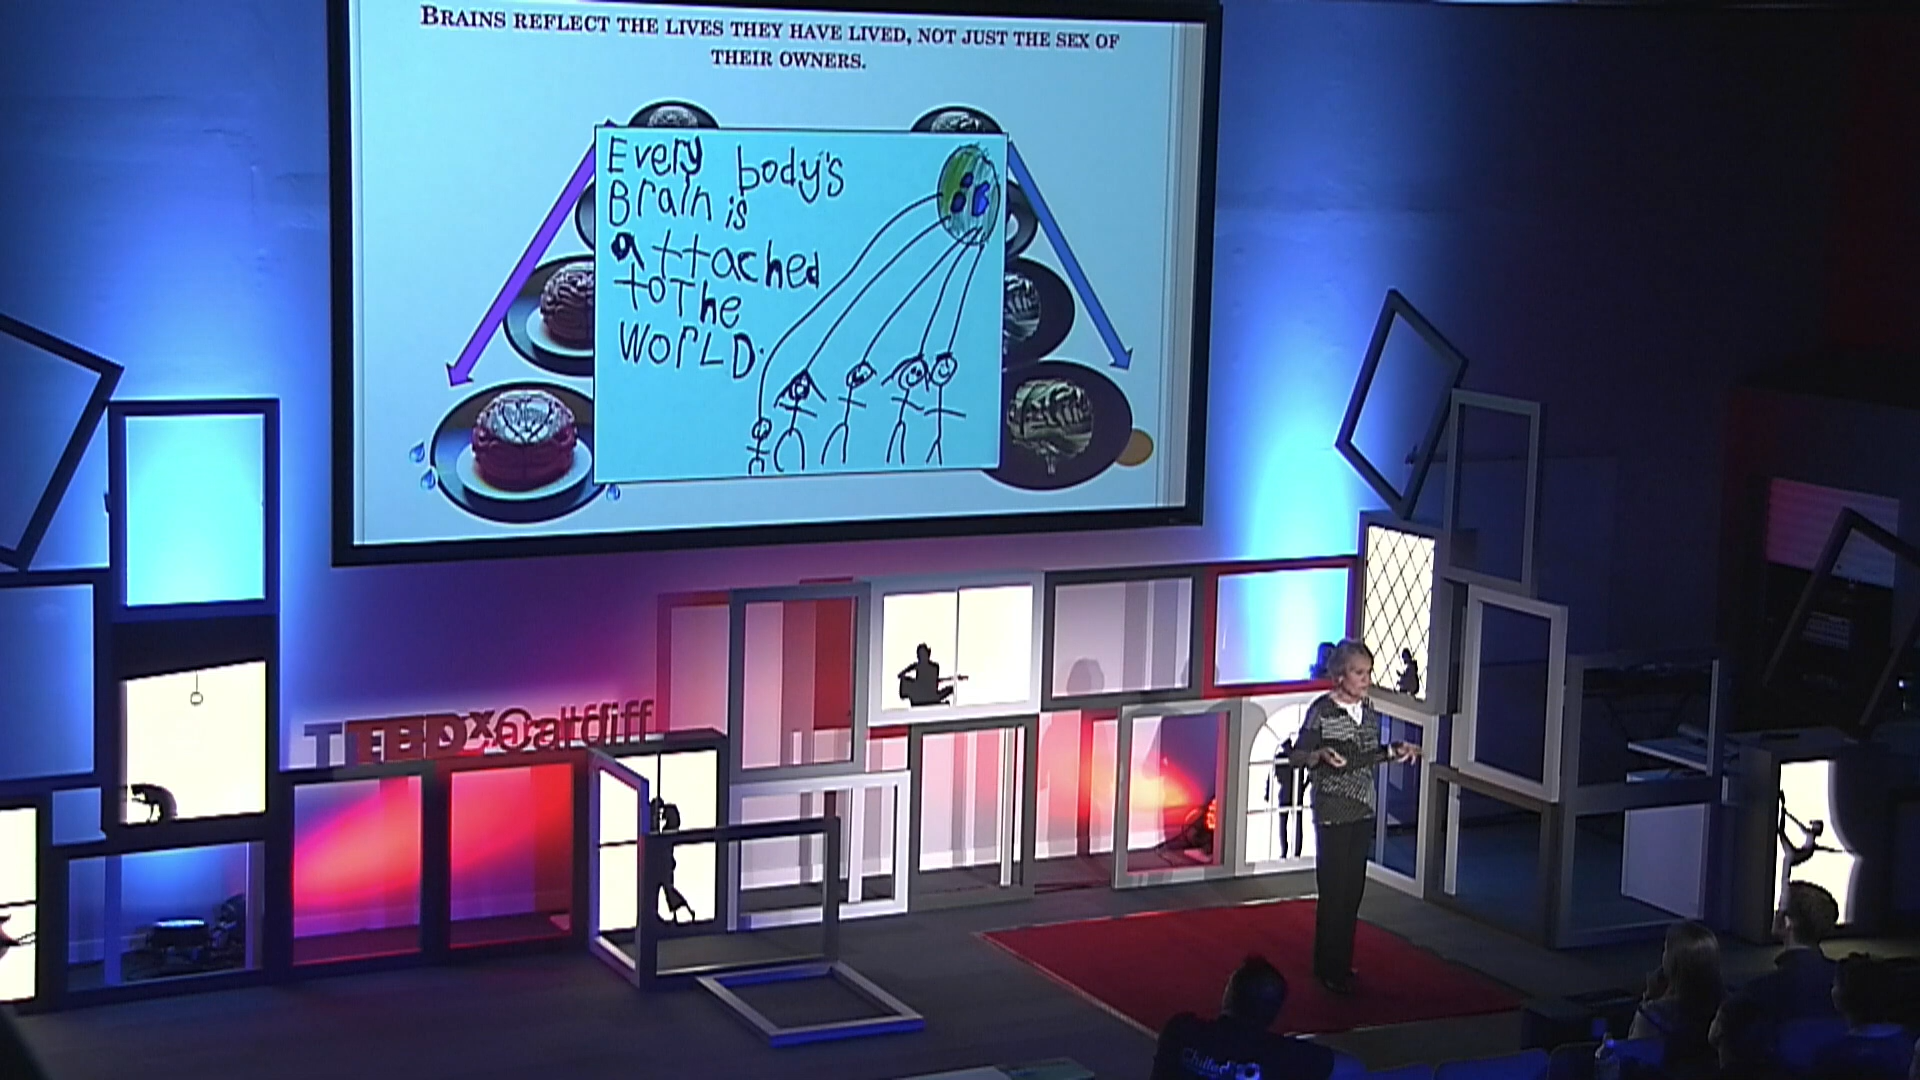 BRAINS REFLECT THE LIVES THEY HAVE LIVED, NOT JUST THE SEX OF
THEIR OWNERS.
Every body's
Brain is
attached
to The
WorLD.
TEDxCardiff